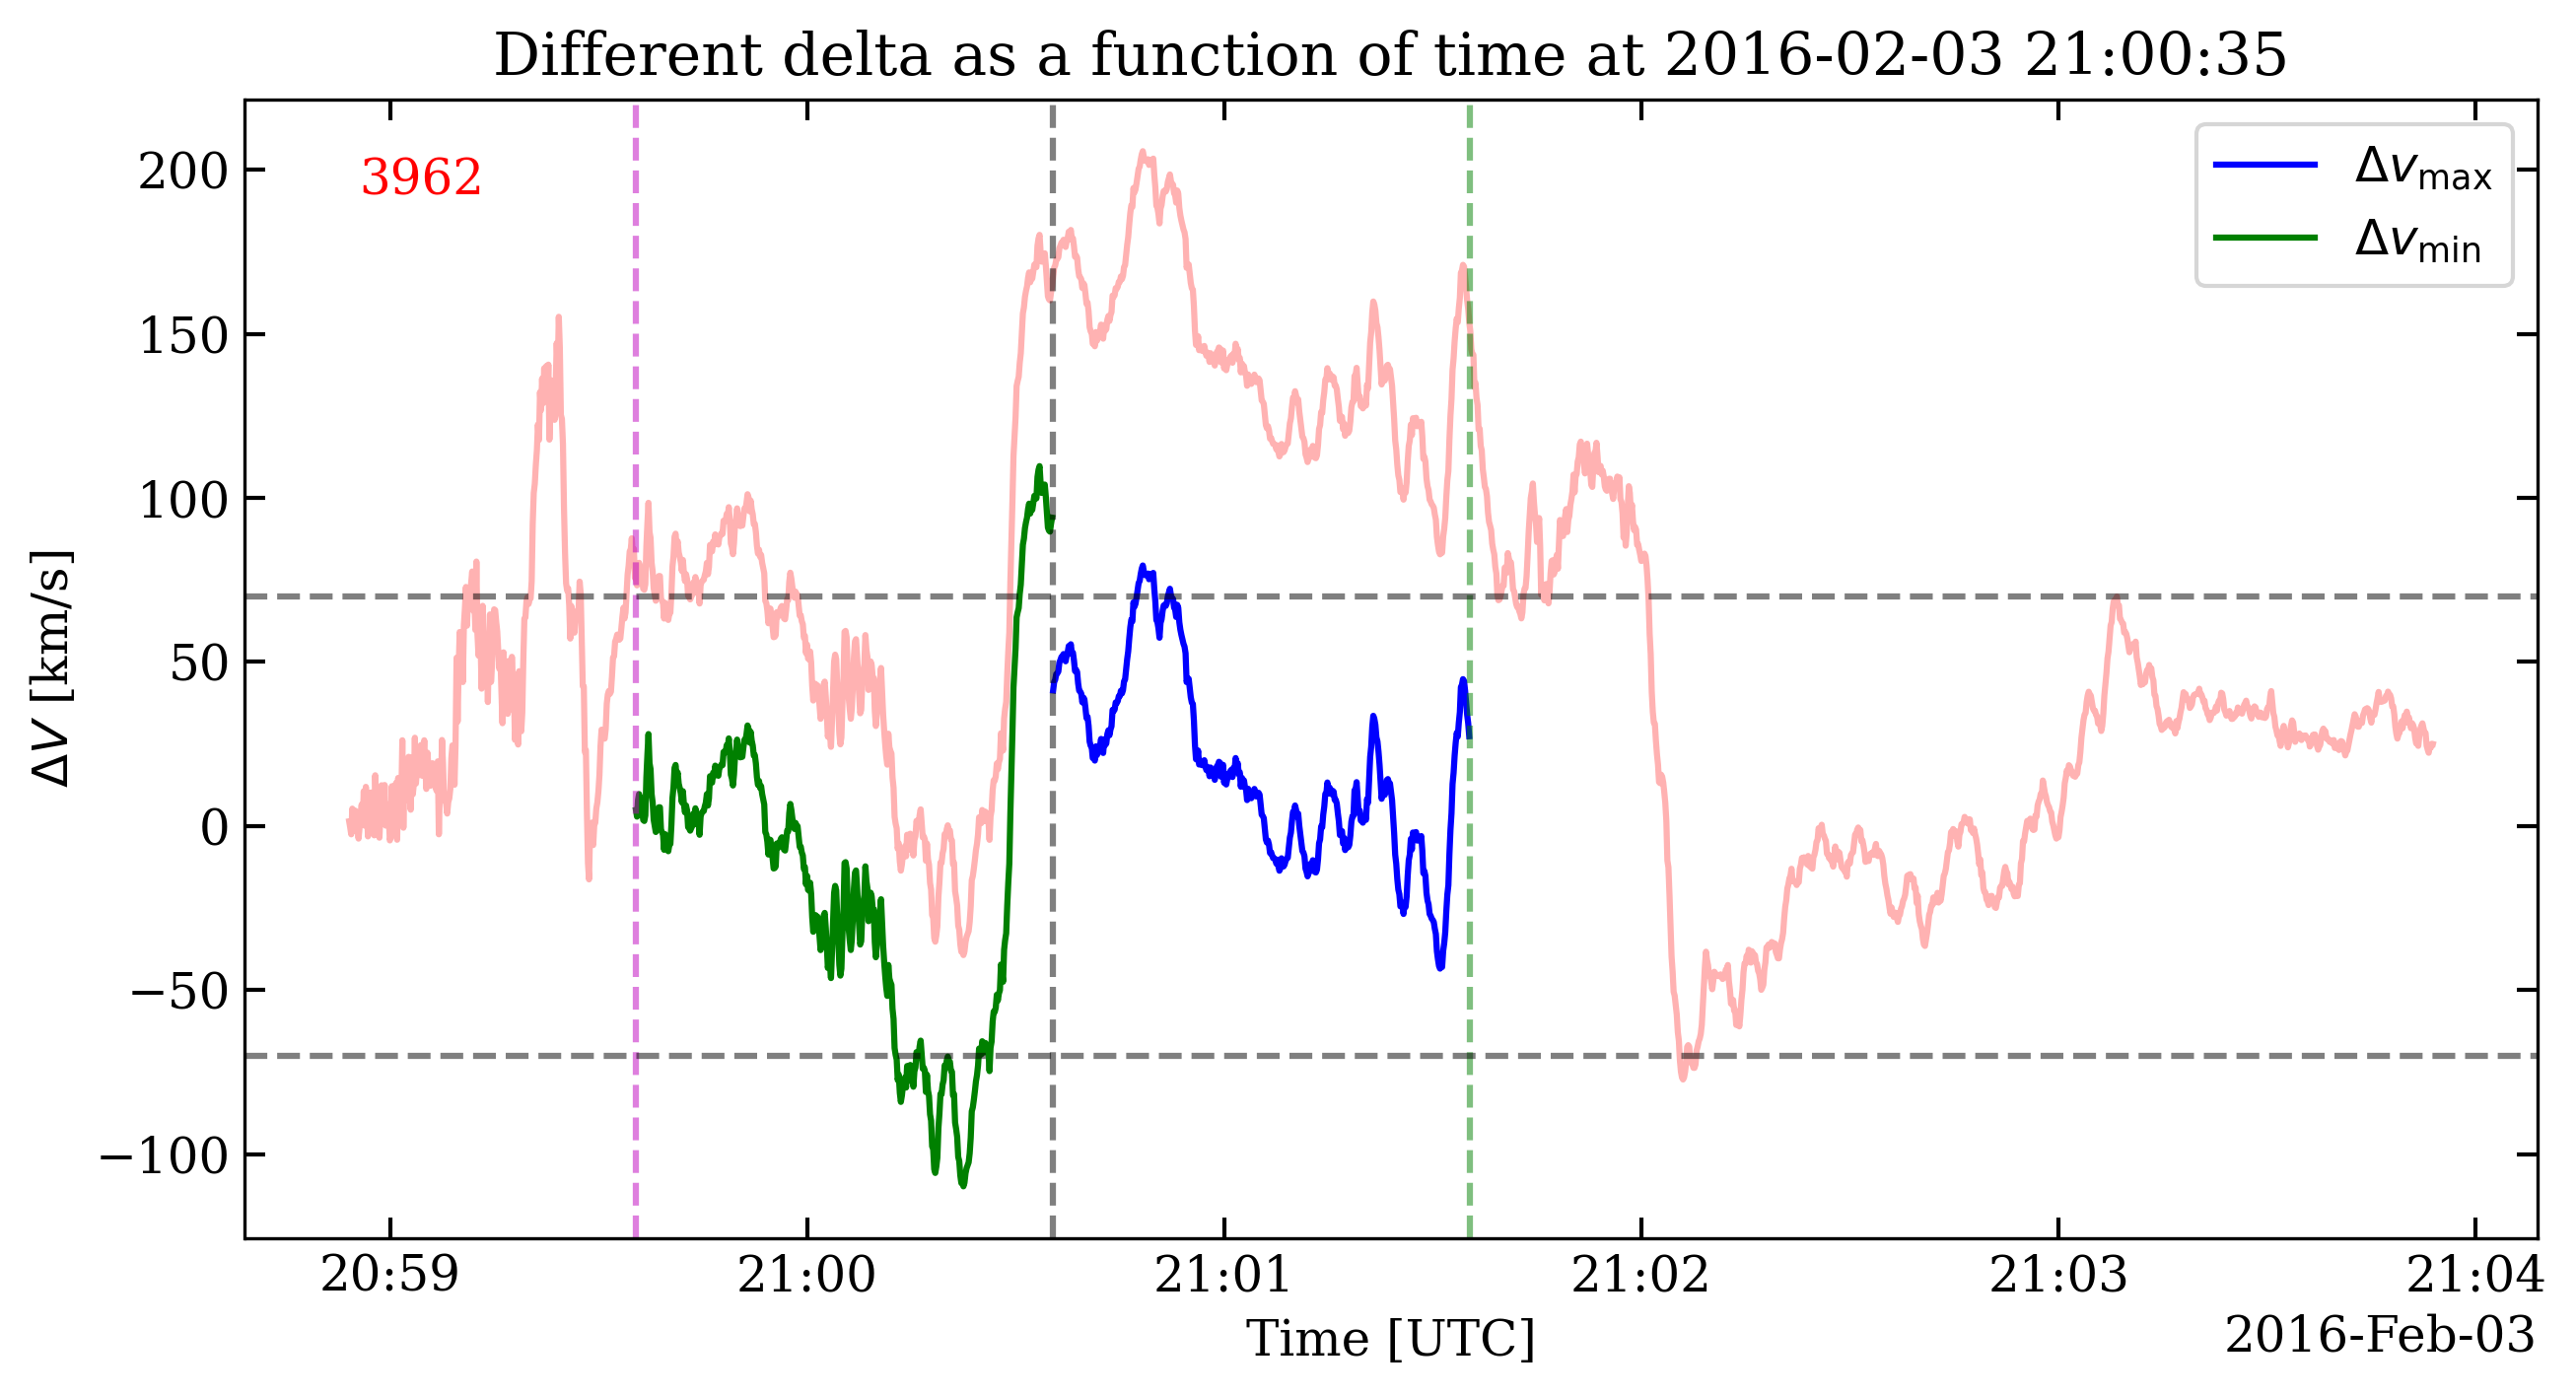 Different delta as a function of time at 2016-02-03 21:00:35
3962
Δv_max
Δv_min
200
150
100
50
0
−50
−100
ΔV [km/s]
20:59 21:00 21:01 21:02 21:03 21:04
Time [UTC]
2016-Feb-03